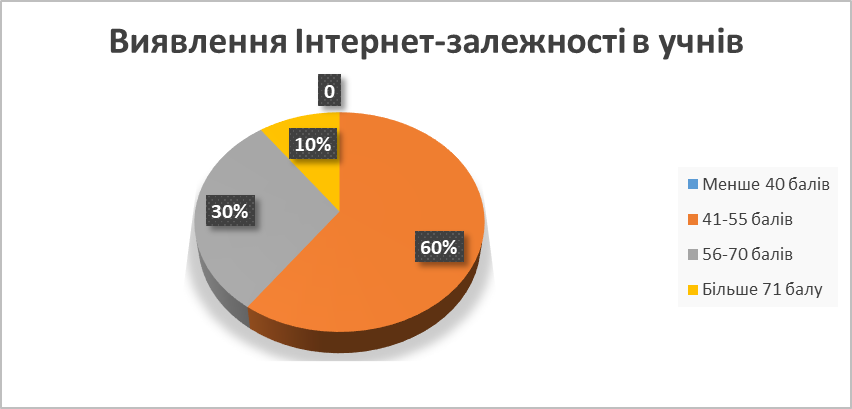 Виявлення Інтернет-залежності в учнів
0
10%
30%
60%
Менше 40 балів
41-55 балів
56-70 балів
Більше 71 балу